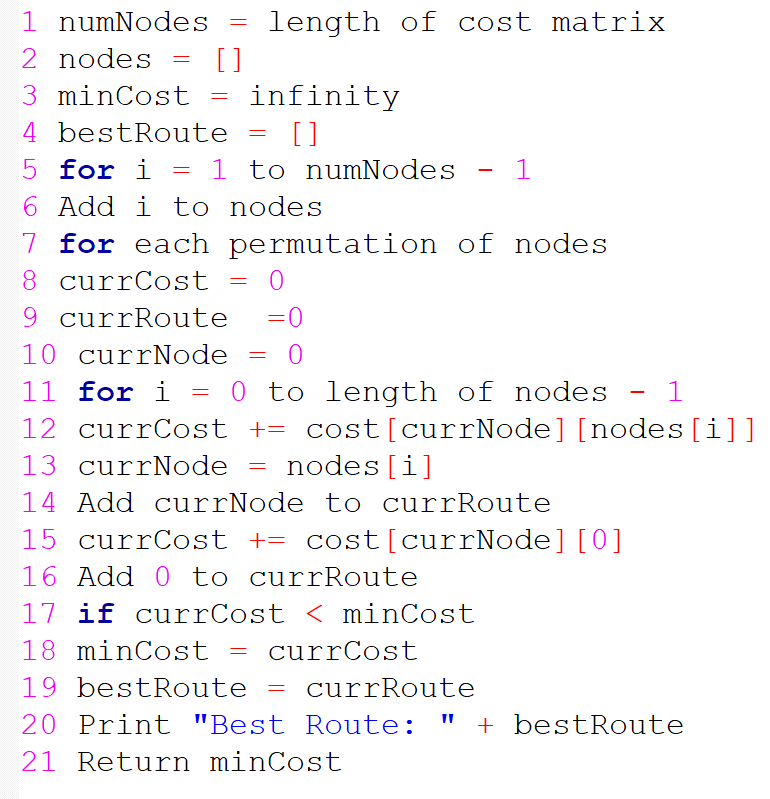 1 numNodes = length of cost matrix
2 nodes = []
3 minCost = infinity
4 bestRoute = []
5 for i = 1 to numNodes - 1
6 Add i to nodes
7 for each permutation of nodes
8 currCost = 0
9 currRoute  =0
10 currNode = 0
11 for i = 0 to length of nodes - 1
12 currCost += cost[currNode][nodes[i]]
13 currNode = nodes[i]
14 Add currNode to currRoute
15 currCost += cost[currNode][0]
16 Add 0 to currRoute
17 if currCost < minCost
18 minCost = currCost
19 bestRoute = currRoute
20 Print "Best Route: " + bestRoute
21 Return minCost